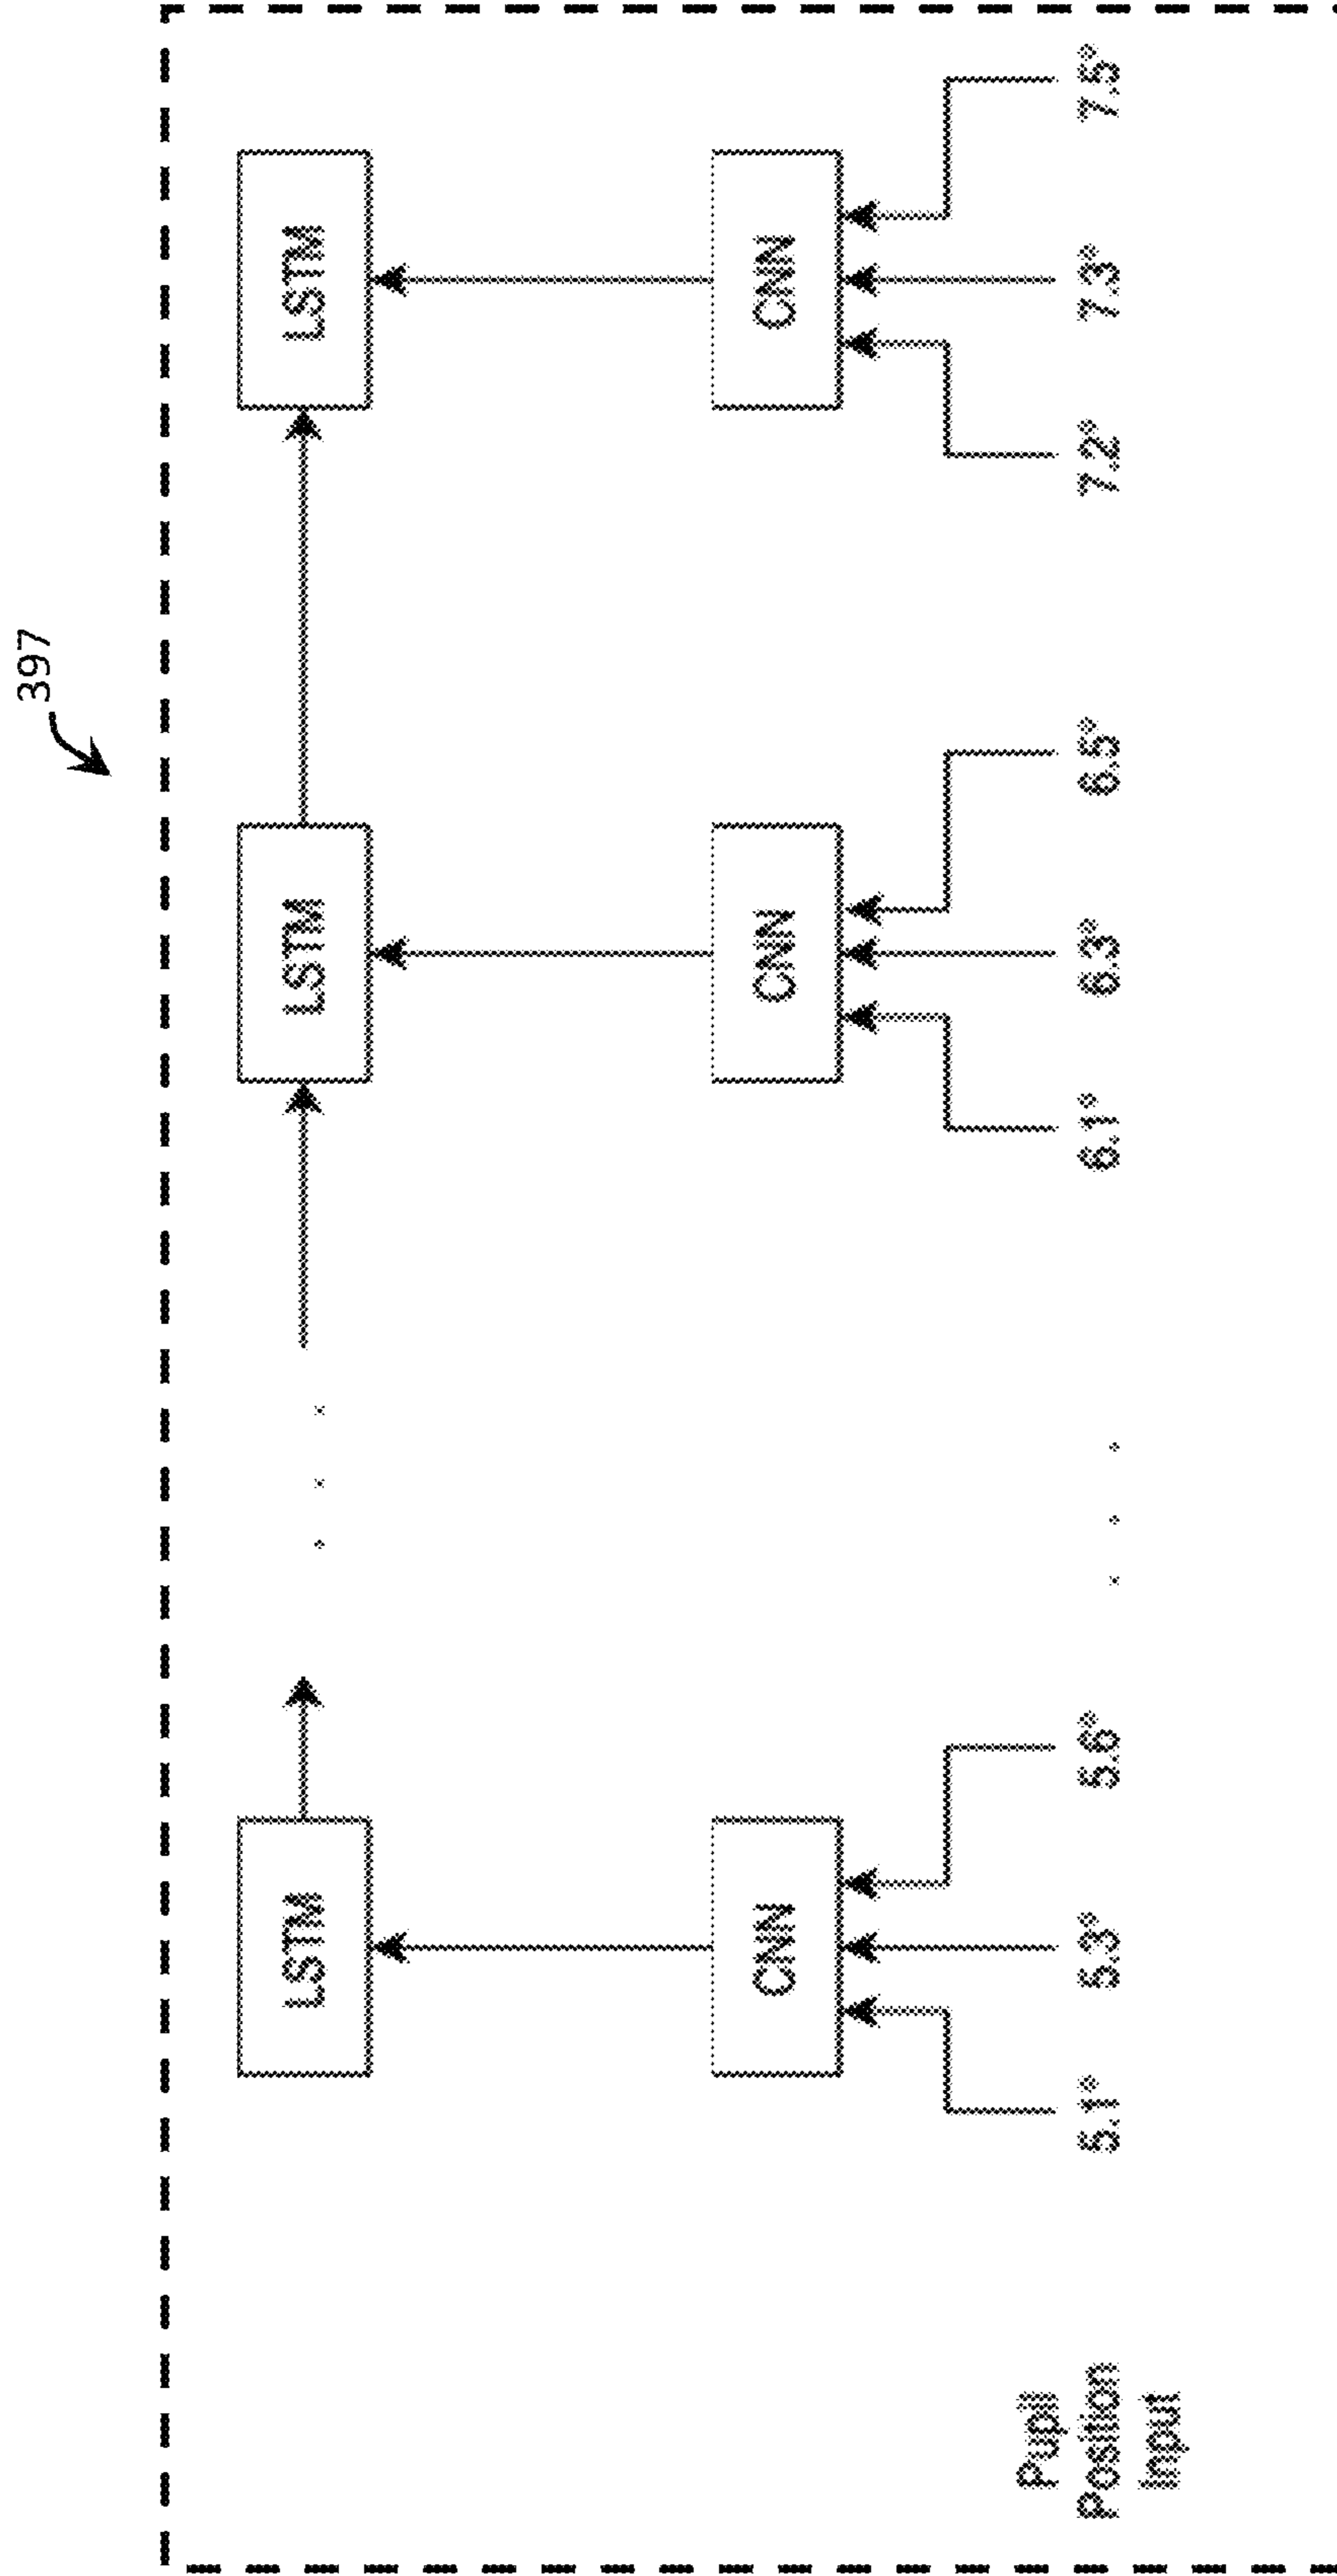 397
LSTM
LSTM
LSTM
CNN
CNN
CNN
Pupil
Position
Input
5.1°
5.3°
5.6°
. . .
6.1°
6.3°
6.5°
7.2°
7.3°
7.5°